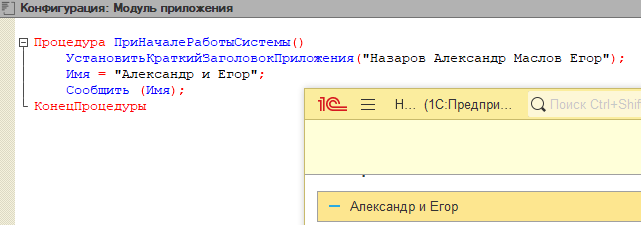 Конфигурация: Модуль приложения
Процедура ПриНачалеРаботыСистемы()
УстановитьКраткийЗаголовокПриложения("Назаров Александр Маслов Егор");
Имя = "Александр и Егор";
Сообщить (Имя);
КонецПроцедуры
1С Н... (1С:Предпри... Поиск Ctrl+Shif
Александр и Егор